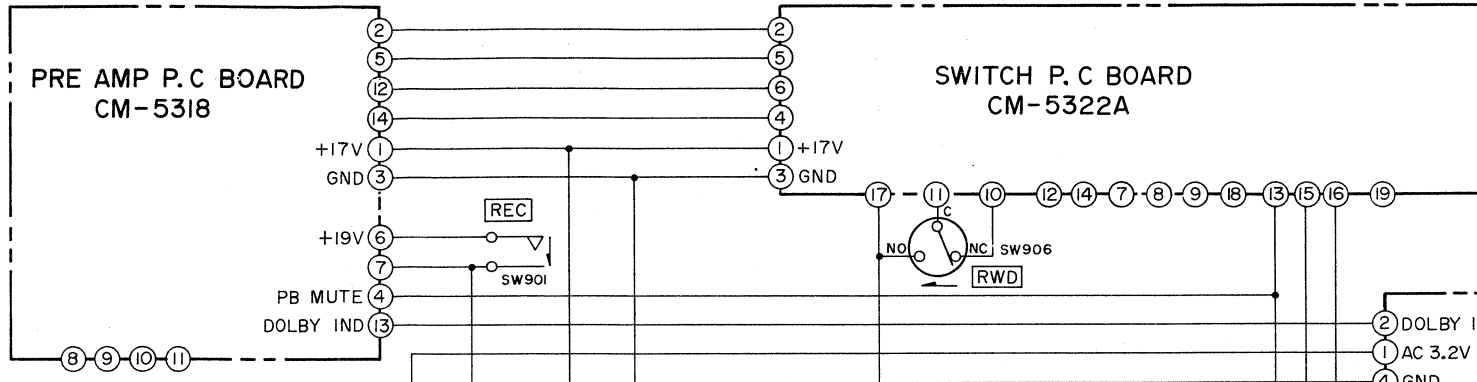 PRE AMP P.C BOARD
CM-5318
2
5
12
14
+17V 1
GND 3
+19V 6
7
PB MUTE 4
DOLBY IND 13
8 9 10 11
REC
SW901
SWITCH P.C BOARD
CM-5322A
2
5
6
4
1 +17V
3 GND
17 11 10 12 14 7 8 9 18 13 15 16 19
C
NO NC SW906
RWD
2 DOLBY I
1 AC 3.2V
4 GND